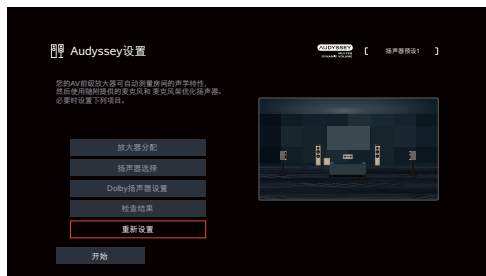 Audyssey设置
AUDYSSEY
MULTEQ
DYNAMIC VOLUME
[ 扬声器预设1 ]
您的AV前级放大器可自动测量房间的声学特性,
然后使用随附提供的麦克风和 麦克风架优化扬声器。
必要时设置下列项目。
放大器分配
扬声器选择
Dolby扬声器设置
检查结果
重新设置
开始